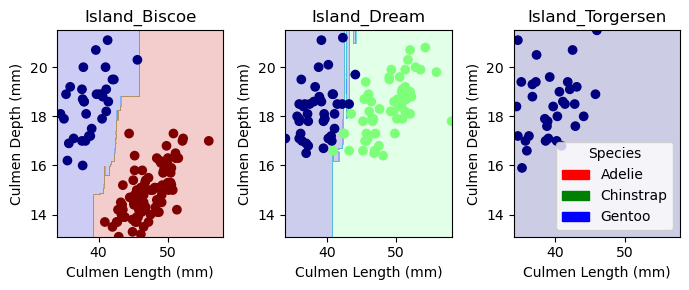 Island_Biscoe
Island_Dream
Island_Torgersen
Culmen Depth (mm)
20
18
16
14
40
50
Culmen Length (mm)
Culmen Depth (mm)
20
18
16
14
40
50
Culmen Length (mm)
Culmen Depth (mm)
20
18
16
14
40
50
Culmen Length (mm)
Species
Adelie
Chinstrap
Gentoo